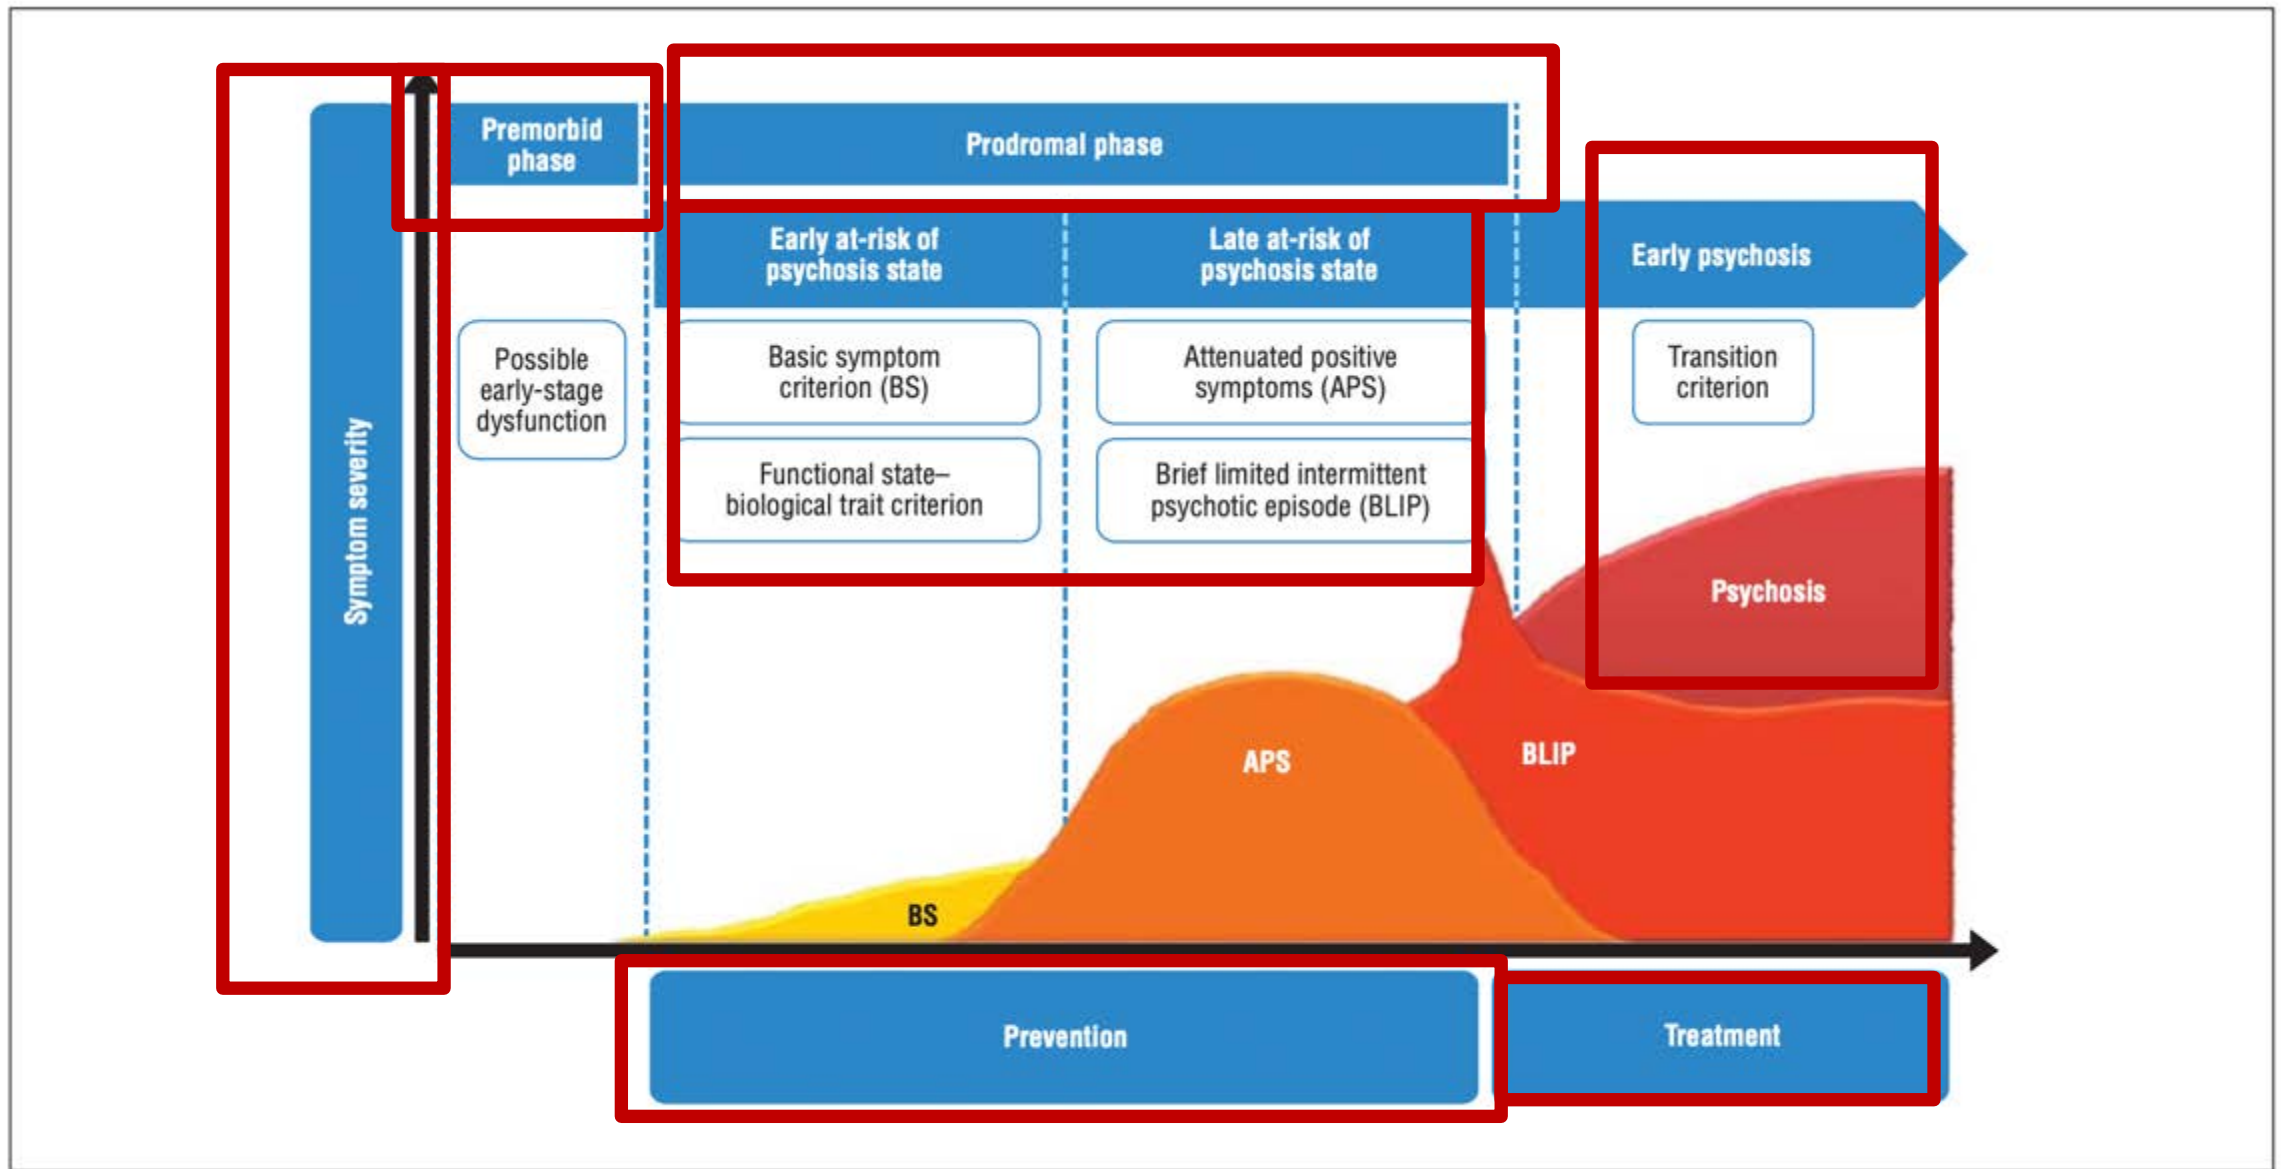 Symptom severity
Premorbid
phase
Prodromal phase
Early at-risk of
psychosis state
Late at-risk of
psychosis state
Early psychosis
Possible
early-stage
dysfunction
Basic symptom
criterion (BS)
Attenuated positive
symptoms (APS)
Transition
criterion
Functional state–
biological trait criterion
Brief limited intermittent
psychotic episode (BLIP)
Psychosis
APS
BLIP
BS
Prevention
Treatment